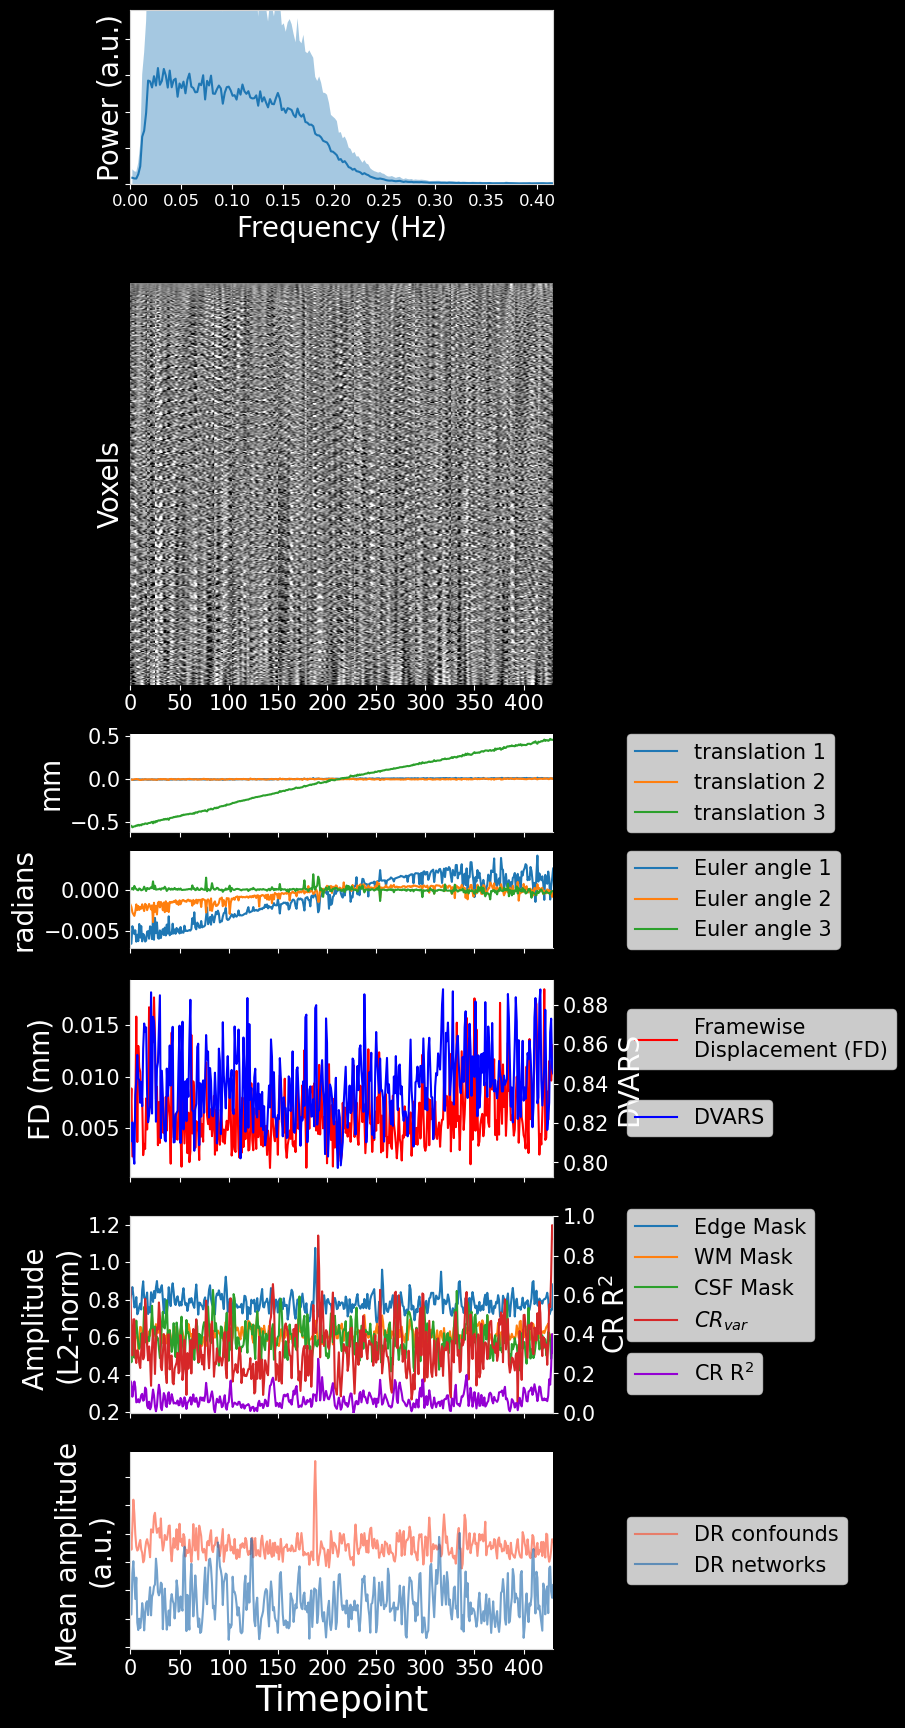 Power (a.u.)
0.00 0.05 0.10 0.15 0.20 0.25 0.30 0.35 0.40
Frequency (Hz)
Voxels
0 50 100 150 200 250 300 350 400
mm
0.5
0.0
−0.5
translation 1
translation 2
translation 3
radians
0.000
−0.005
Euler angle 1
Euler angle 2
Euler angle 3
FD (mm)
0.015
0.010
0.005
0.88
0.86
0.84
0.82
0.80
DVARS
Framewise
Displacement (FD)
DVARS
Amplitude
(L2-norm)
1.2
1.0
0.8
0.6
0.4
0.2
1.0
0.8
0.6
0.4
0.2
0.0
CR R²
Edge Mask
WM Mask
CSF Mask
CRvar
CR R²
Mean amplitude
(a.u.)
DR confounds
DR networks
0 50 100 150 200 250 300 350 400
Timepoint